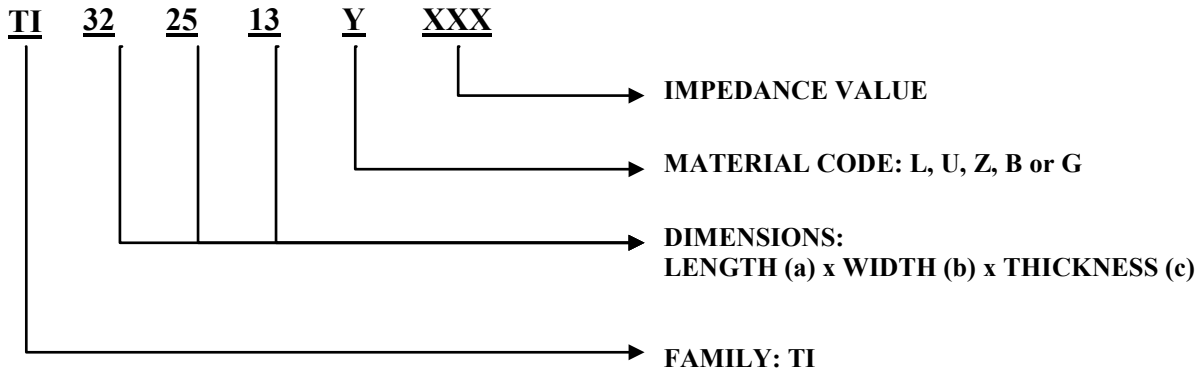 TI 32 25 13 Y XXX
IMPEDANCE VALUE
MATERIAL CODE: L, U, Z, B or G
DIMENSIONS:
LENGTH (a) x WIDTH (b) x THICKNESS (c)
FAMILY: TI